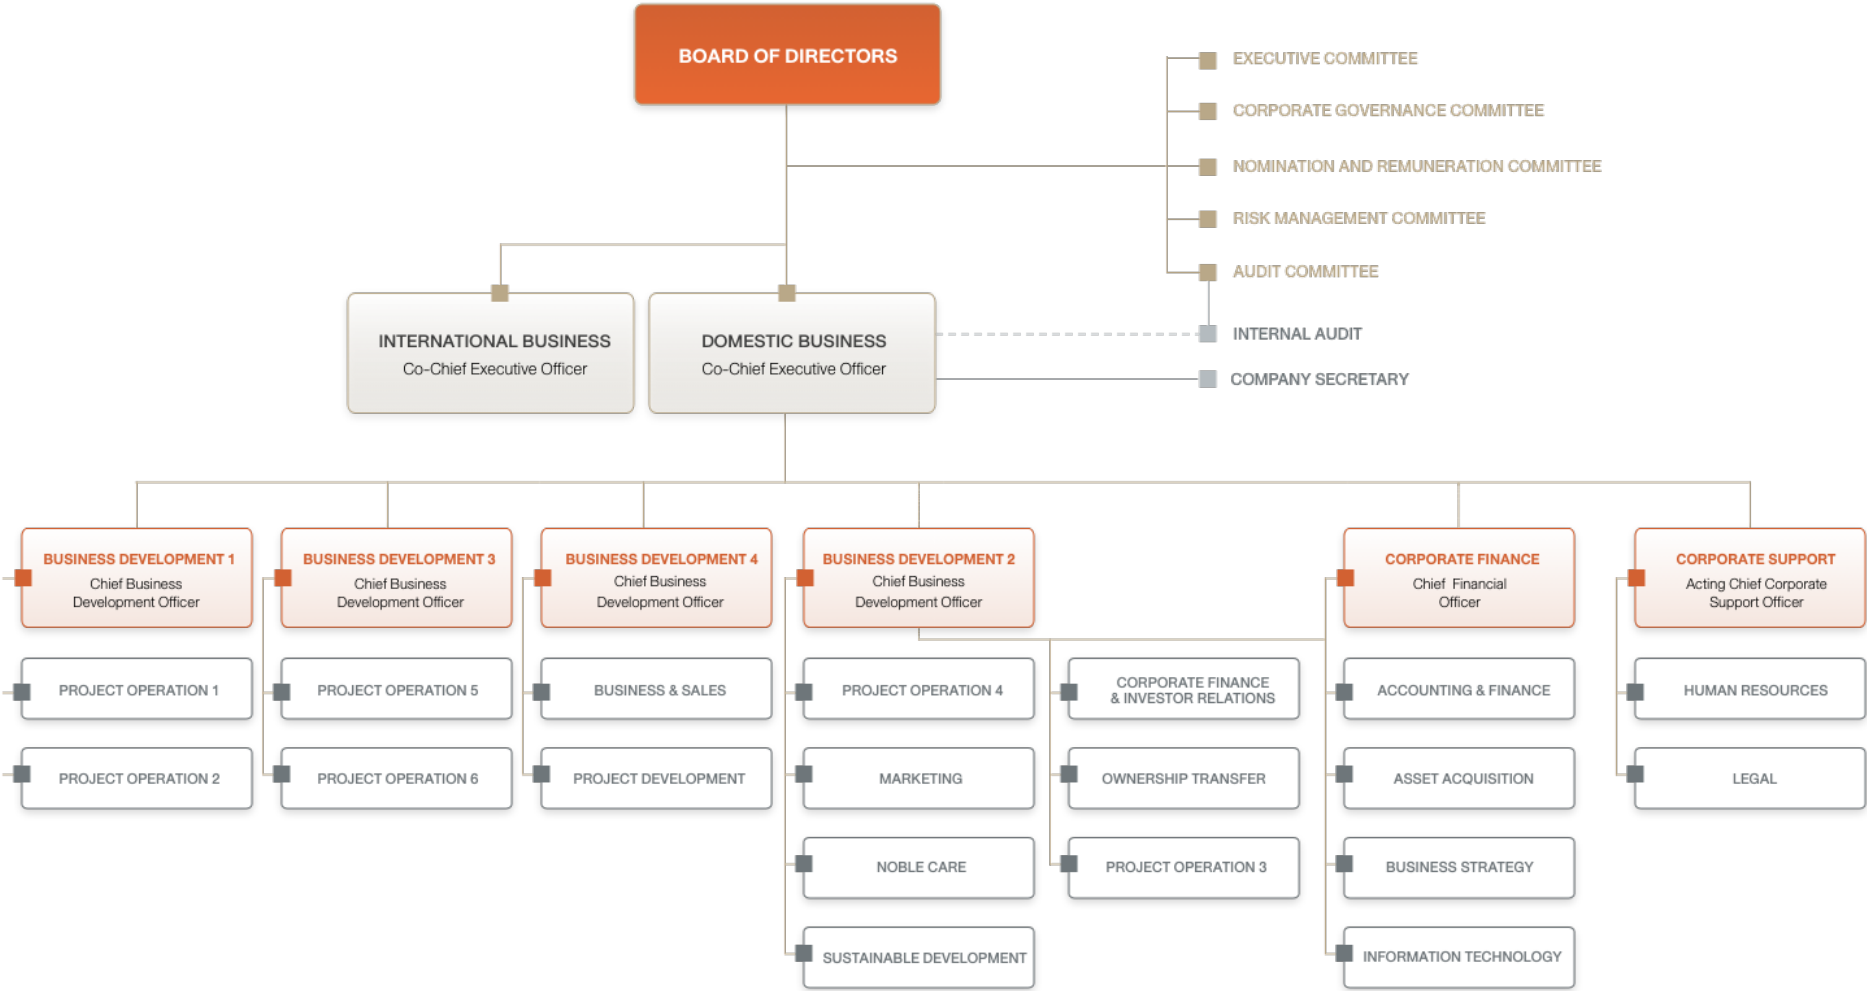 BOARD OF DIRECTORS
EXECUTIVE COMMITTEE
CORPORATE GOVERNANCE COMMITTEE
NOMINATION AND REMUNERATION COMMITTEE
RISK MANAGEMENT COMMITTEE
AUDIT COMMITTEE
INTERNAL AUDIT
COMPANY SECRETARY
INTERNATIONAL BUSINESS
Co-Chief Executive Officer
DOMESTIC BUSINESS
Co-Chief Executive Officer
BUSINESS DEVELOPMENT 1
Chief Business
Development Officer
PROJECT OPERATION 1
PROJECT OPERATION 2
BUSINESS DEVELOPMENT 3
Chief Business
Development Officer
PROJECT OPERATION 5
PROJECT OPERATION 6
BUSINESS DEVELOPMENT 4
Chief Business
Development Officer
BUSINESS & SALES
PROJECT DEVELOPMENT
BUSINESS DEVELOPMENT 2
Chief Business
Development Officer
PROJECT OPERATION 4
MARKETING
NOBLE CARE
SUSTAINABLE DEVELOPMENT
CORPORATE FINANCE
& INVESTOR RELATIONS
OWNERSHIP TRANSFER
PROJECT OPERATION 3
CORPORATE FINANCE
Chief Financial
Officer
ACCOUNTING & FINANCE
ASSET ACQUISITION
BUSINESS STRATEGY
INFORMATION TECHNOLOGY
CORPORATE SUPPORT
Acting Chief Corporate
Support Officer
HUMAN RESOURCES
LEGAL